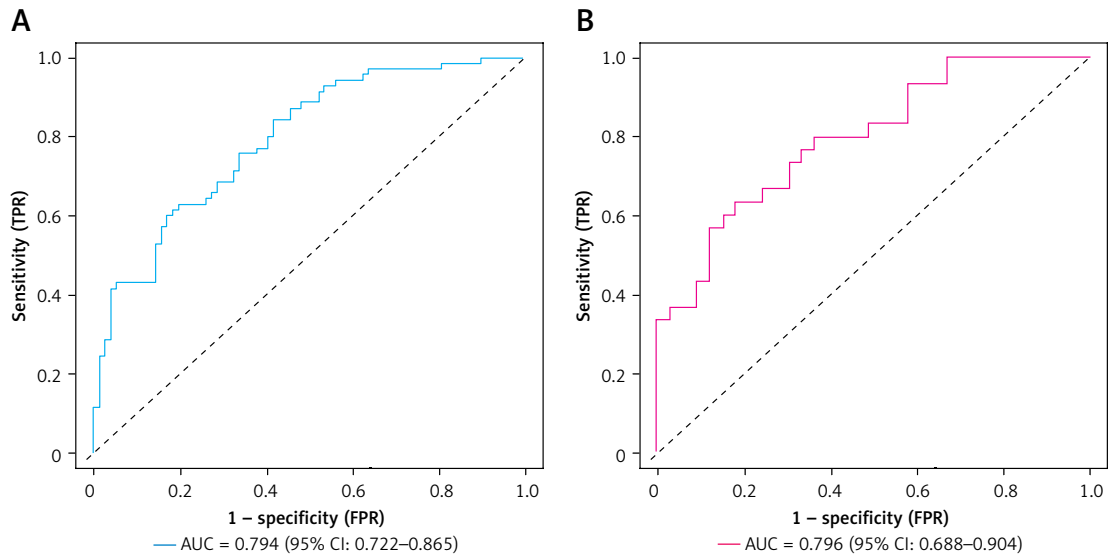 A
1.0
0.8
0.6
0.4
0.2
0
Sensitivity (TPR)
0 0.2 0.4 0.6 0.8 1.0
1 – specificity (FPR)
AUC = 0.794 (95% CI: 0.722–0.865)
B
1.0
0.8
0.6
0.4
0.2
0
Sensitivity (TPR)
0 0.2 0.4 0.6 0.8 1.0
1 – specificity (FPR)
AUC = 0.796 (95% CI: 0.688–0.904)